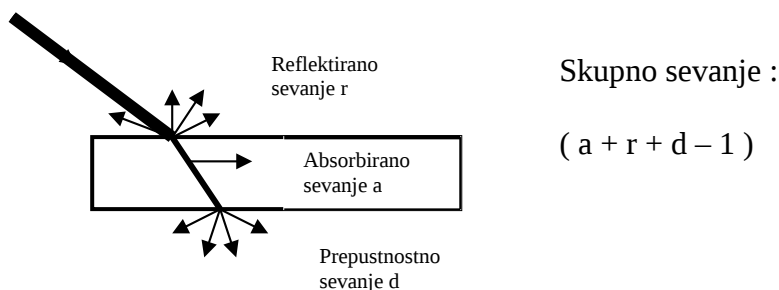 Reflektirano
sevanje r
Skupno sevanje :
( a + r + d – 1 )
Absorbirano
sevanje a
Prepustnostno
sevanje d